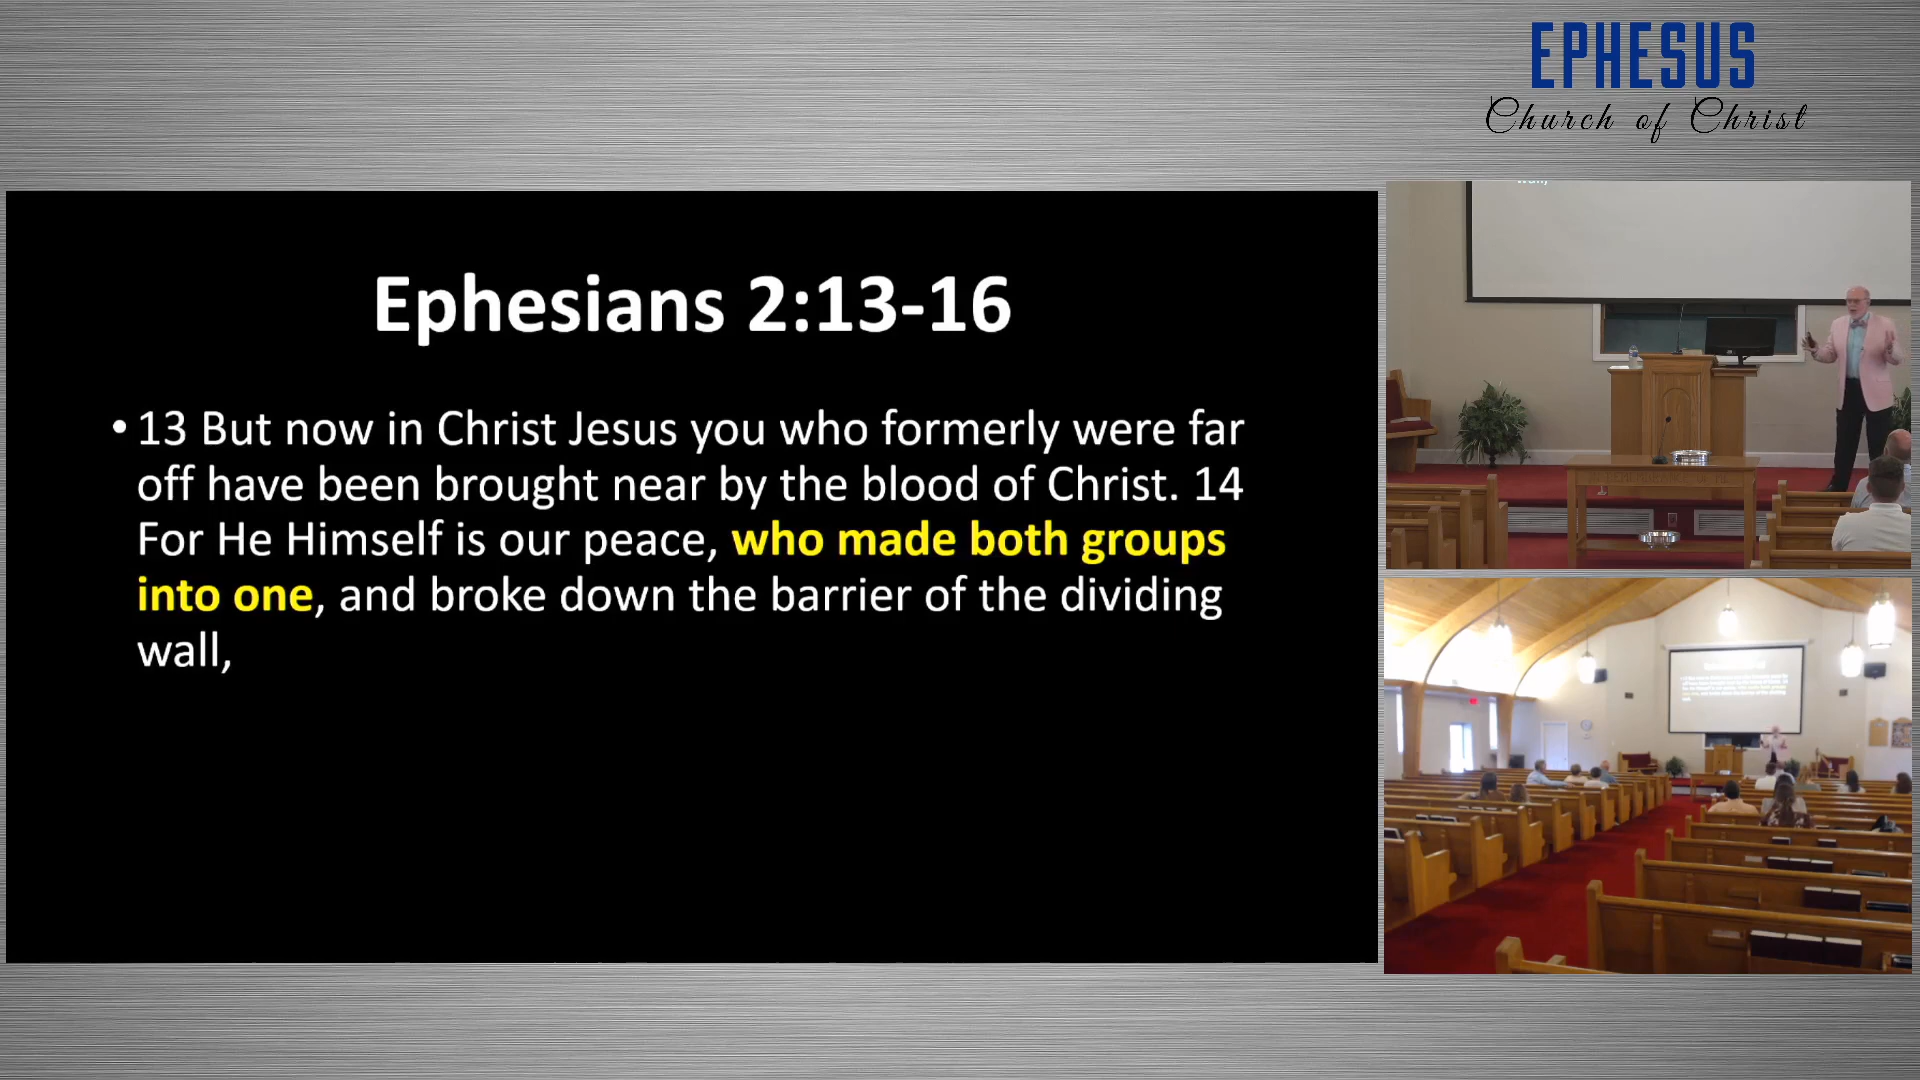 EPHESUS
Church of Christ
Ephesians 2:13-16
• 13 But now in Christ Jesus you who formerly were far
off have been brought near by the blood of Christ. 14
For He Himself is our peace, who made both groups
into one, and broke down the barrier of the dividing
wall,
wall,